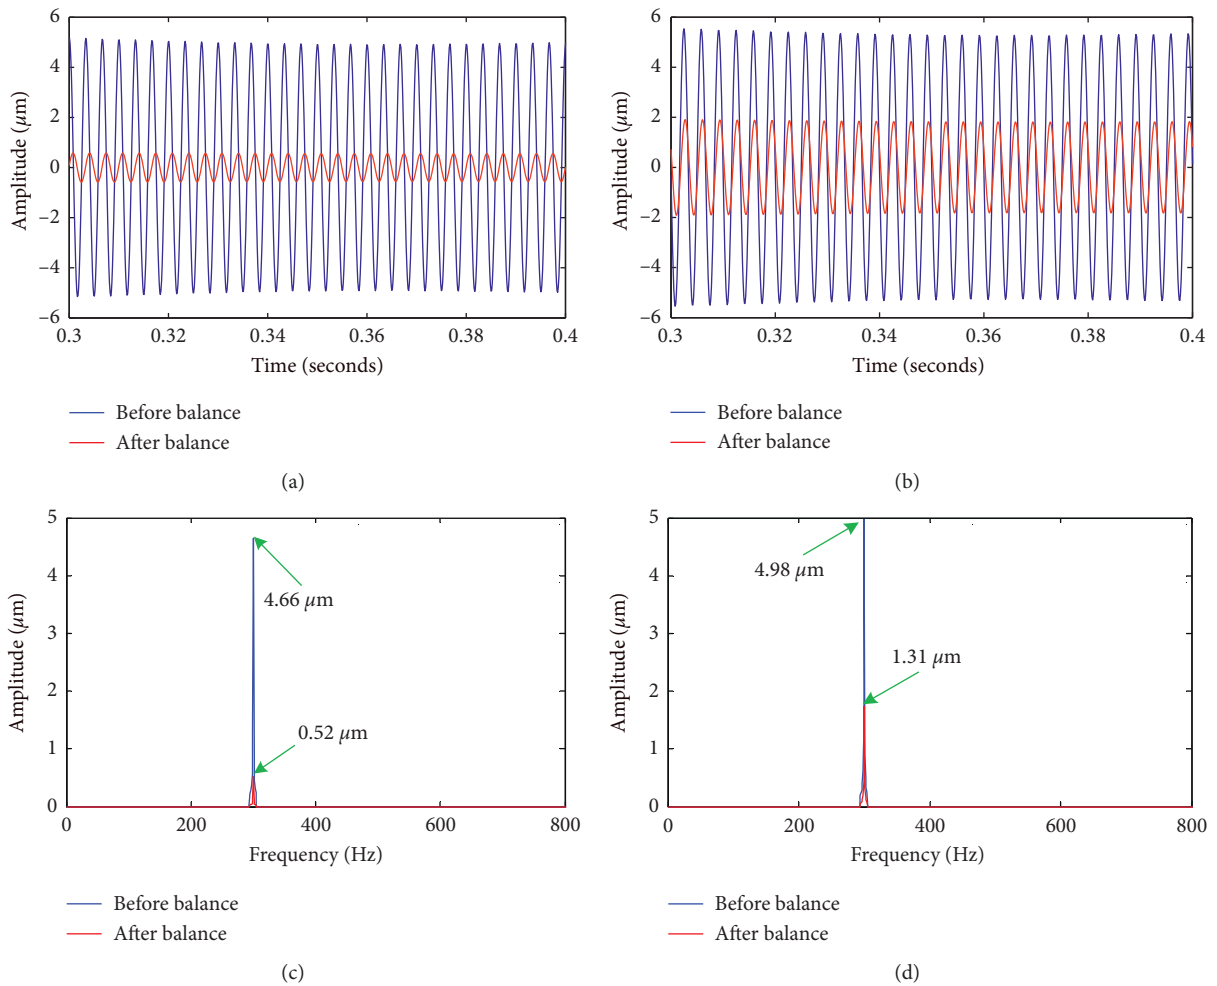 6
4
2
0
−2
−4
−6
Amplitude (μm)
0.3
0.32
0.34
0.36
0.38
0.4
Time (seconds)
Before balance
After balance
(a)
6
4
2
0
−2
−4
−6
Amplitude (μm)
0.3
0.32
0.34
0.36
0.38
0.4
Time (seconds)
Before balance
After balance
(b)
5
4
3
2
1
0
Amplitude (μm)
4.66 μm
0.52 μm
0
200
400
600
800
Frequency (Hz)
Before balance
After balance
(c)
5
4
3
2
1
0
Amplitude (μm)
4.98 μm
1.31 μm
0
200
400
600
800
Frequency (Hz)
Before balance
After balance
(d)